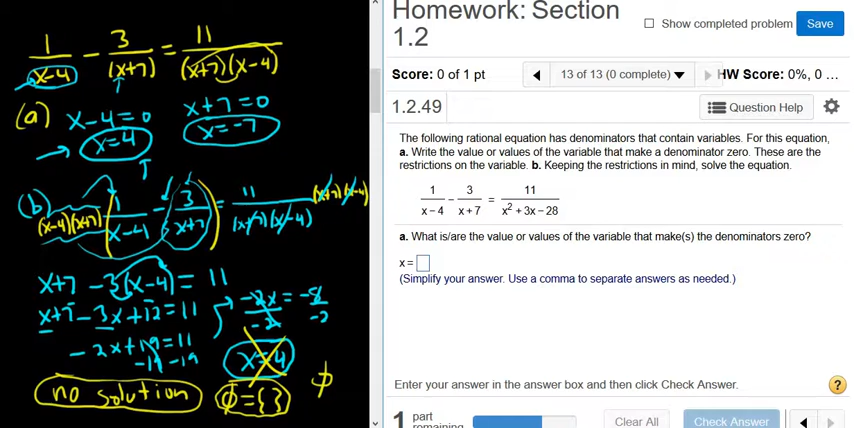 1/(x-4) - 3/(x+7) = 11/((x+7)(x-4))
(a) x-4=0 x+7=0
x=4 x=-7
(b) (x-4)(x+7) (1/(x-4) - 3/(x+7)) = 11/((x+7)(x-4)) (x+7)(x-4)
x+7 - 3(x-4) = 11
x+7 - 3x+12 = 11
-2x+19 = 11
-19 -19
-2x/-2 = -8/-2
x=4
no solution ∅={ } ∅
Homework: Section 1.2
Show completed problem
Save
Score: 0 of 1 pt
13 of 13 (0 complete)
HW Score: 0%, 0 ...
1.2.49
Question Help
The following rational equation has denominators that contain variables. For this equation,
a. Write the value or values of the variable that make a denominator zero. These are the
restrictions on the variable. b. Keeping the restrictions in mind, solve the equation.
1/(x-4) - 3/(x+7) = 11/(x²+3x-28)
a. What is/are the value or values of the variable that make(s) the denominators zero?
x=
(Simplify your answer. Use a comma to separate answers as needed.)
Enter your answer in the answer box and then click Check Answer.
?
1 part
remaining
Clear All
Check Answer